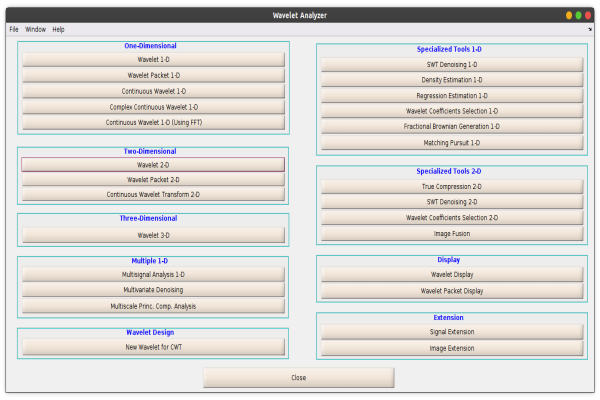 Wavelet Analyzer
File Window Help
One-Dimensional
Wavelet 1-D
Wavelet Packet 1-D
Continuous Wavelet 1-D
Complex Continuous Wavelet 1-D
Continuous Wavelet 1-D (Using FFT)
Two-Dimensional
Wavelet 2-D
Wavelet Packet 2-D
Continuous Wavelet Transform 2-D
Three-Dimensional
Wavelet 3-D
Multiple 1-D
Multisignal Analysis 1-D
Multivariate Denoising
Multiscale Princ. Comp. Analysis
Wavelet Design
New Wavelet for CWT
Specialized Tools 1-D
SWT Denoising 1-D
Density Estimation 1-D
Regression Estimation 1-D
Wavelet Coefficients Selection 1-D
Fractional Brownian Generation 1-D
Matching Pursuit 1-D
Specialized Tools 2-D
True Compression 2-D
SWT Denoising 2-D
Wavelet Coefficients Selection 2-D
Image Fusion
Display
Wavelet Display
Wavelet Packet Display
Extension
Signal Extension
Image Extension
Close